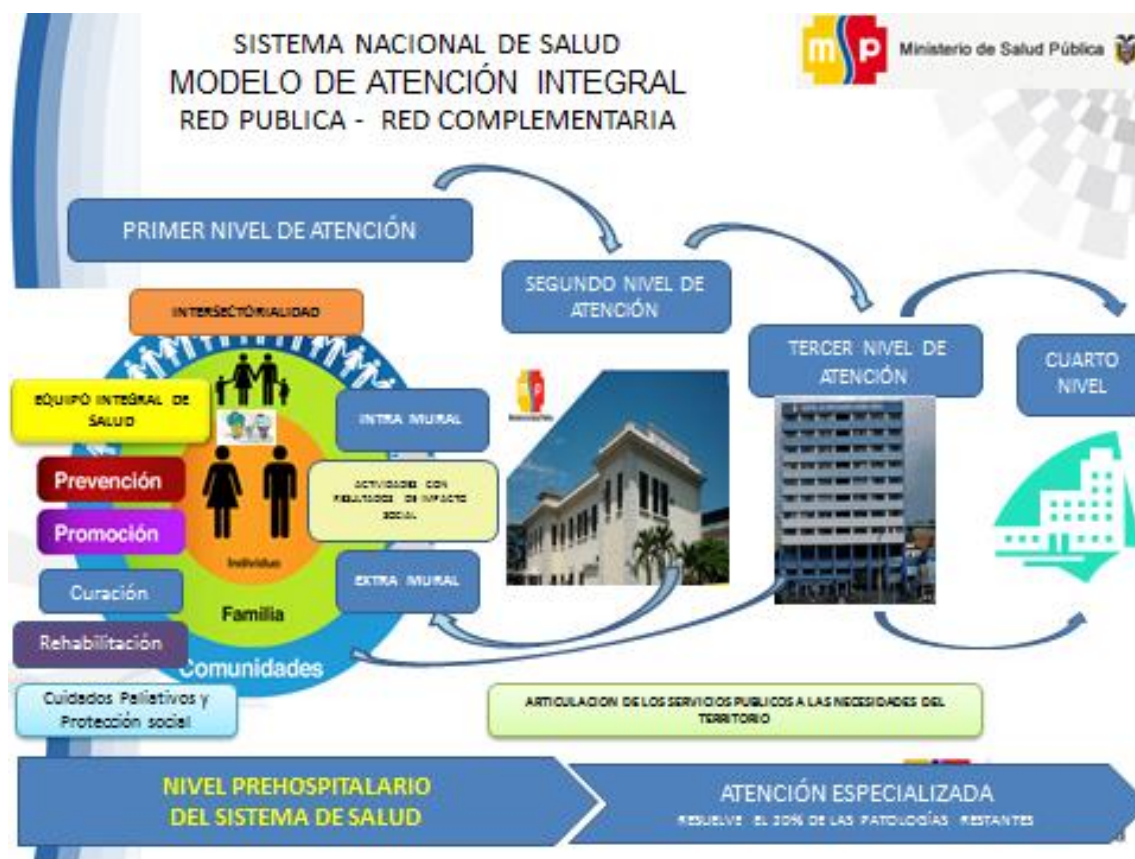 SISTEMA NACIONAL DE SALUD
MODELO DE ATENCIÓN INTEGRAL
RED PUBLICA - RED COMPLEMENTARIA
msp
Ministerio de Salud Pública
PRIMER NIVEL DE ATENCIÓN
SEGUNDO NIVEL DE
ATENCIÓN
TERCER NIVEL DE
ATENCIÓN
CUARTO
NIVEL
INTERSECTORIALIDAD
EQUIPO INTEGRAL DE
SALUD
INTRA MURAL
Prevención
ACTIVIDADES CON
RESULTADOS DE IMPACTO
SOCIAL
Promoción
Individuo
Curación
EXTRA MURAL
Familia
Rehabilitación
Comunidades
Cuidados Paliativos y
Protección social
ARTICULACION DE LOS SERVICIOS PUBLICOS A LAS NECESIDADES DEL
TERRITORIO
NIVEL PREHOSPITALARIO
DEL SISTEMA DE SALUD
ATENCIÓN ESPECIALIZADA
RESUELVE EL 20% DE LAS PATOLOGÍAS RESTANTES